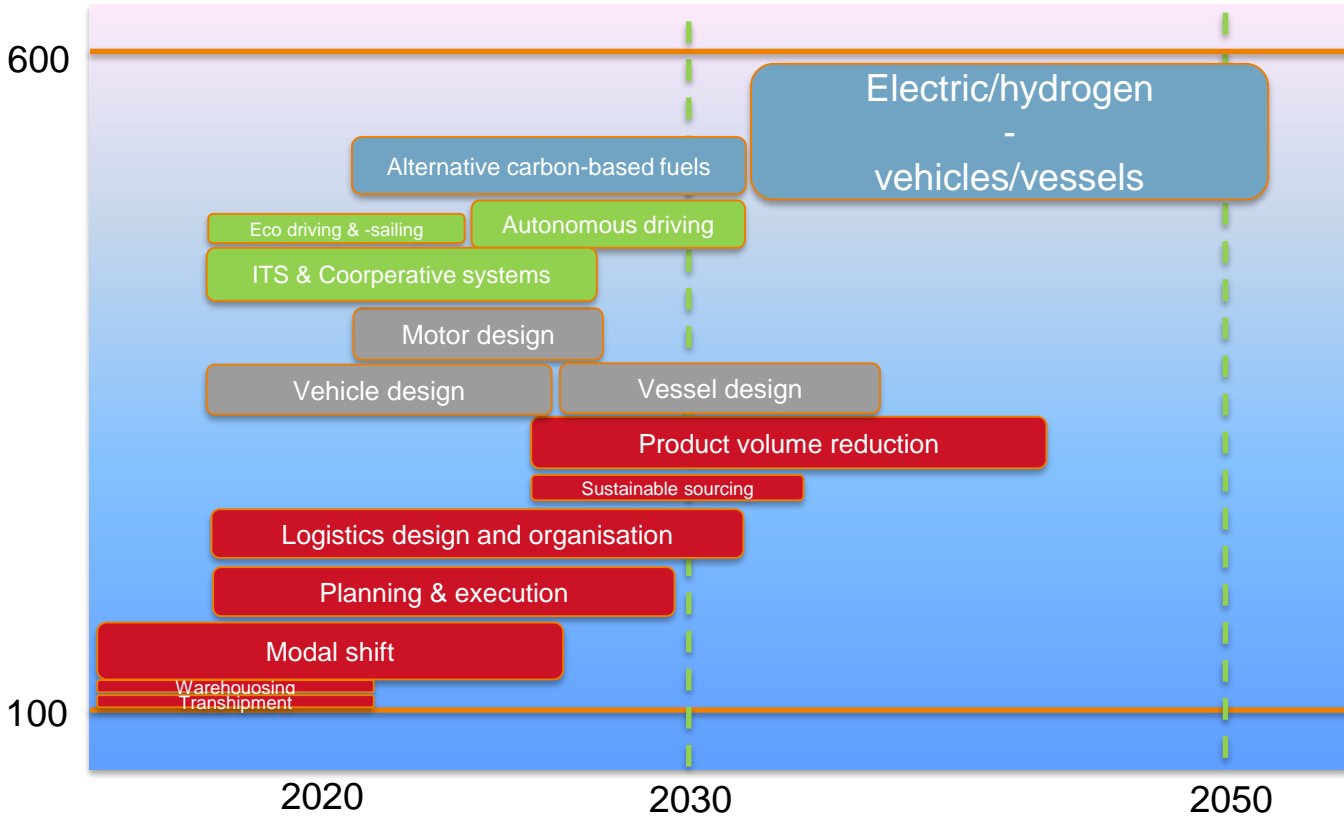 600
Electric/hydrogen
-
vehicles/vessels
Alternative carbon-based fuels
Autonomous driving
Eco driving & -sailing
ITS & Coorperative systems
Motor design
Vehicle design
Vessel design
Product volume reduction
Sustainable sourcing
Logistics design and organisation
Planning & execution
Modal shift
Warehouosing
Transhipment
100
2020
2030
2050